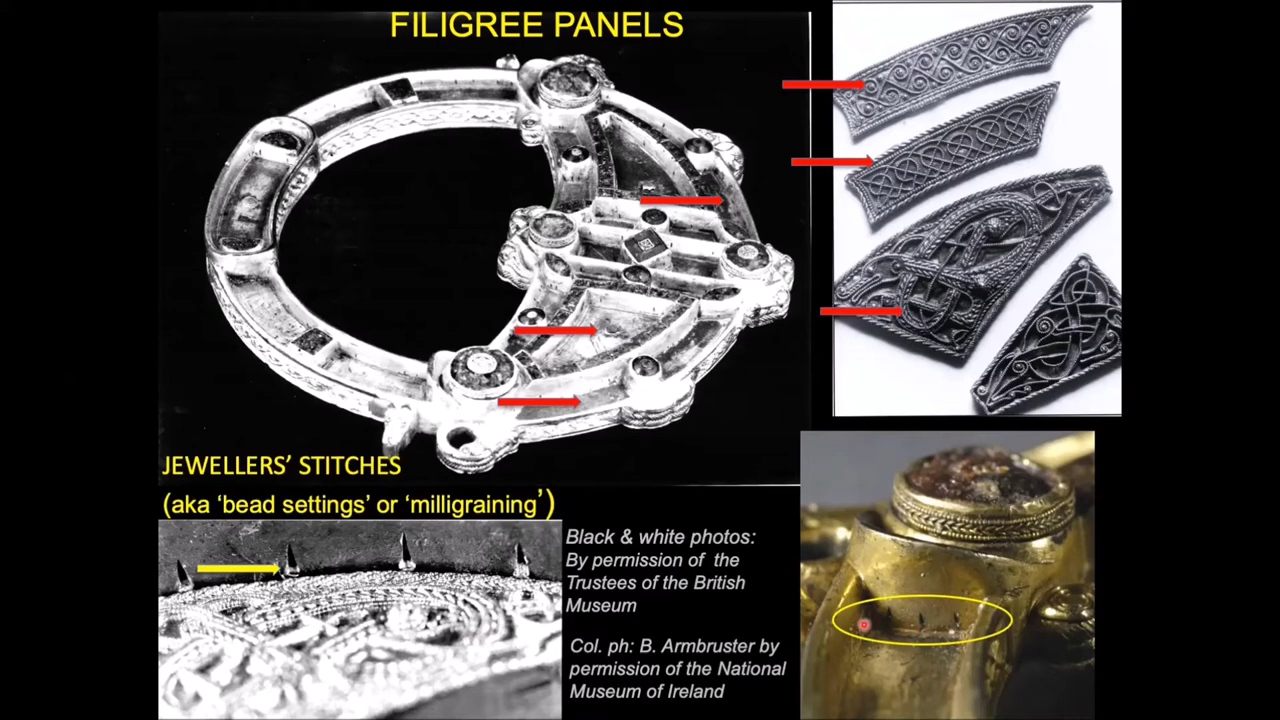 FILIGREE PANELS
JEWELLERS’ STITCHES
(aka ‘bead settings’ or ‘milligraining’)
Black & white photos:
By permission of the
Trustees of the British
Museum
Col. ph: B. Armbruster by
permission of the National
Museum of Ireland